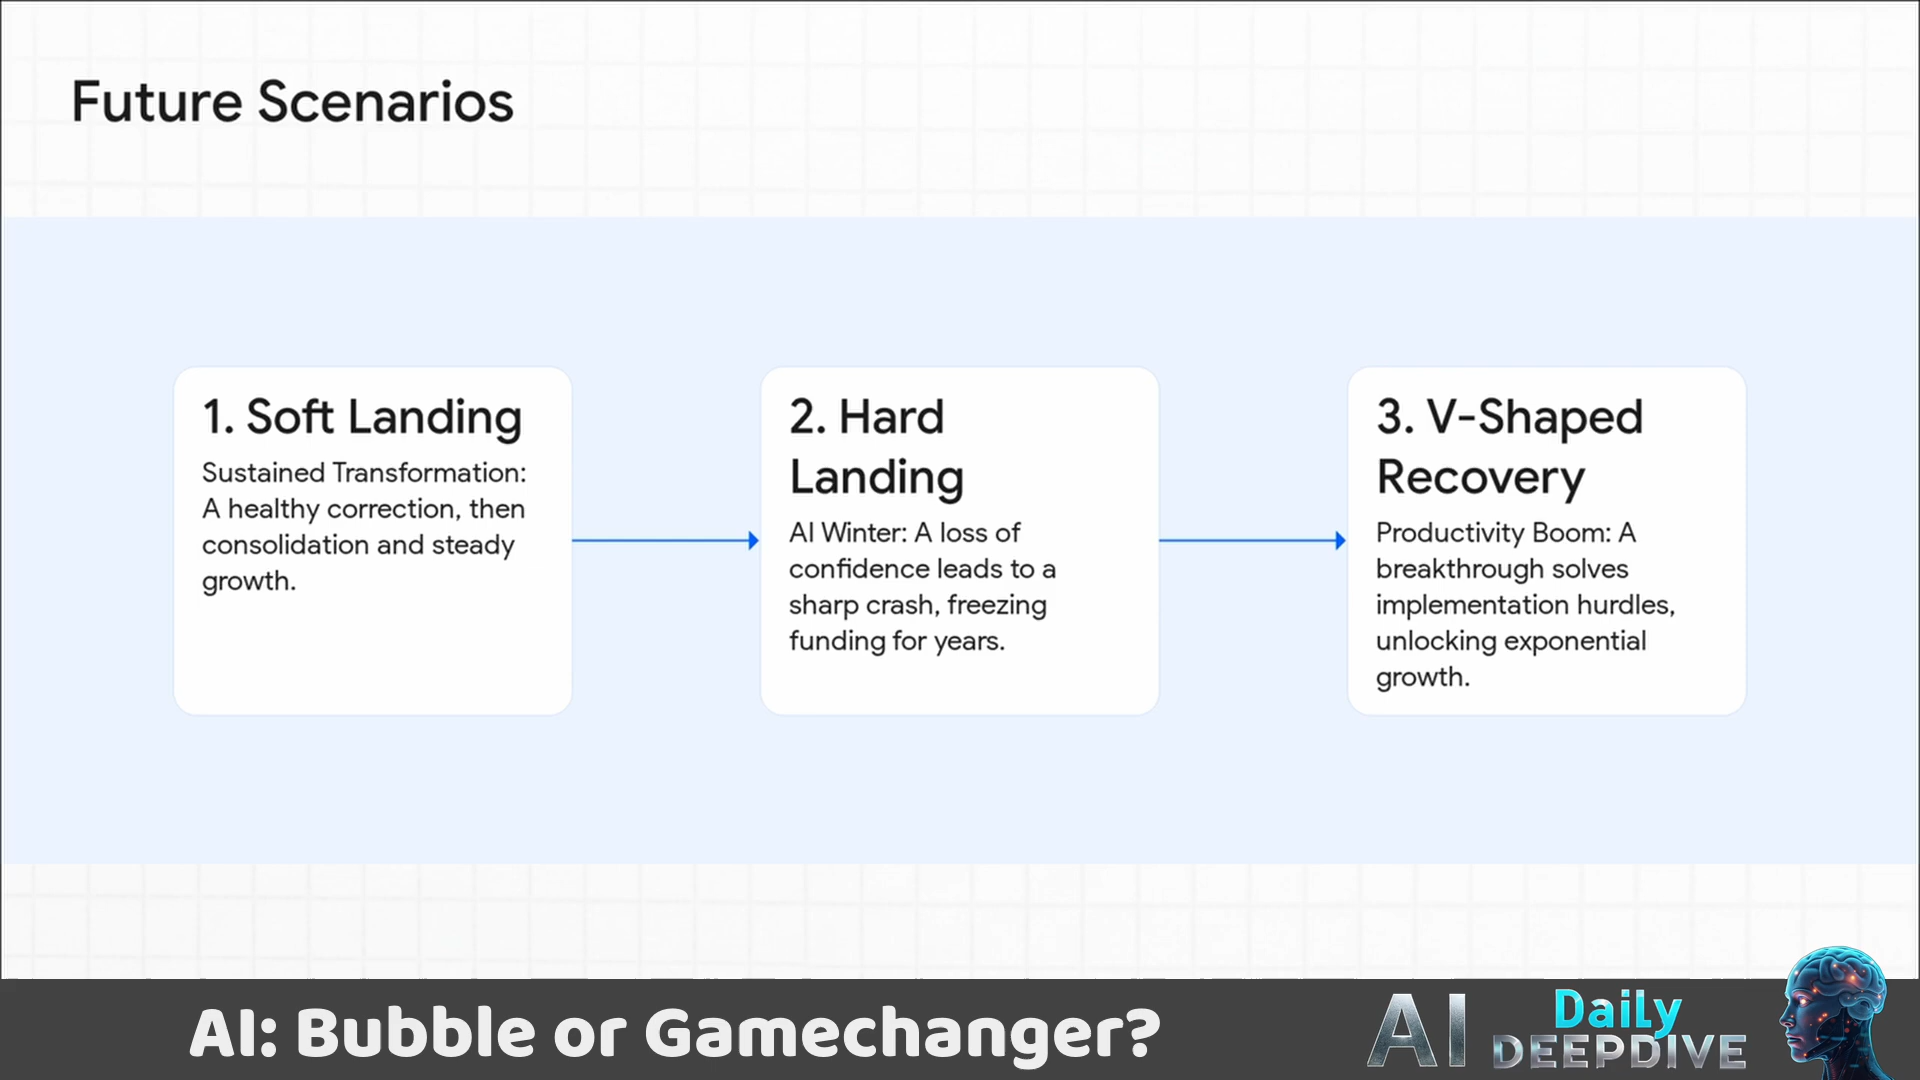 Future Scenarios
1. Soft Landing
Sustained Transformation:
A healthy correction, then
consolidation and steady
growth.
2. Hard
Landing
AI Winter: A loss of
confidence leads to a
sharp crash, freezing
funding for years.
3. V-Shaped
Recovery
Productivity Boom: A
breakthrough solves
implementation hurdles,
unlocking exponential
growth.
AI: Bubble or Gamechanger?
AI Daily
DEEPDIVE